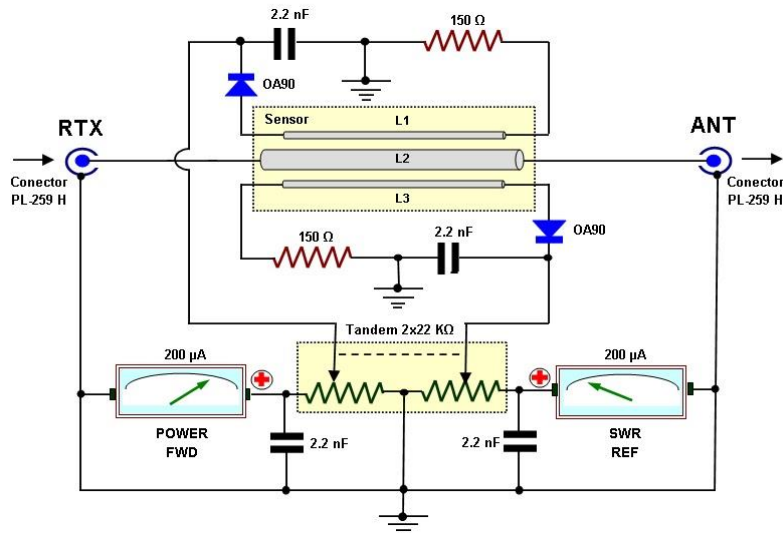 2.2 nF
150 Ω
OA90
Sensor
L1
RTX
ANT
L2
Conector
PL-259 H
Conector
PL-259 H
L3
2.2 nF
OA90
150 Ω
Tandem 2x22 KΩ
200 µA
200 µA
POWER
FWD
2.2 nF
2.2 nF
SWR
REF